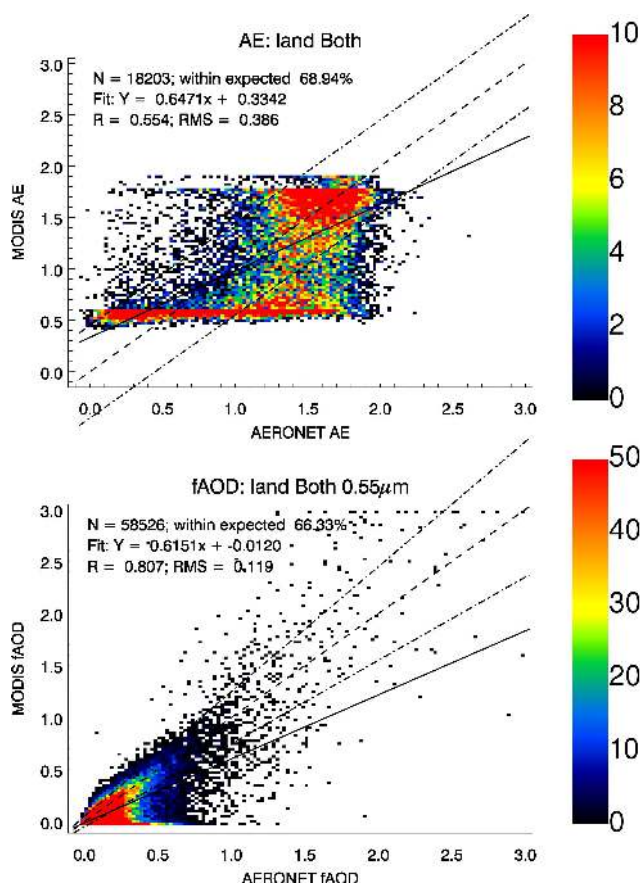 AE: land Both
N = 18203; within expected 68.94%
Fit: Y = 0.6471x + 0.3342
R = 0.554; RMS = 0.386
3.0
2.5
2.0
1.5
1.0
0.5
0.0
MODIS AE
0.0 0.5 1.0 1.5 2.0 2.5 3.0
AERONET AE
10
8
6
4
2
0
fAOD: land Both 0.55μm
N = 58526; within expected 66.33%
Fit: Y = 0.6151x + -0.0120
R = 0.807; RMS = 0.119
3.0
2.5
2.0
1.5
1.0
0.5
0.0
MODIS fAOD
0.0 0.5 1.0 1.5 2.0 2.5 3.0
AERONET fAOD
50
40
30
20
10
0